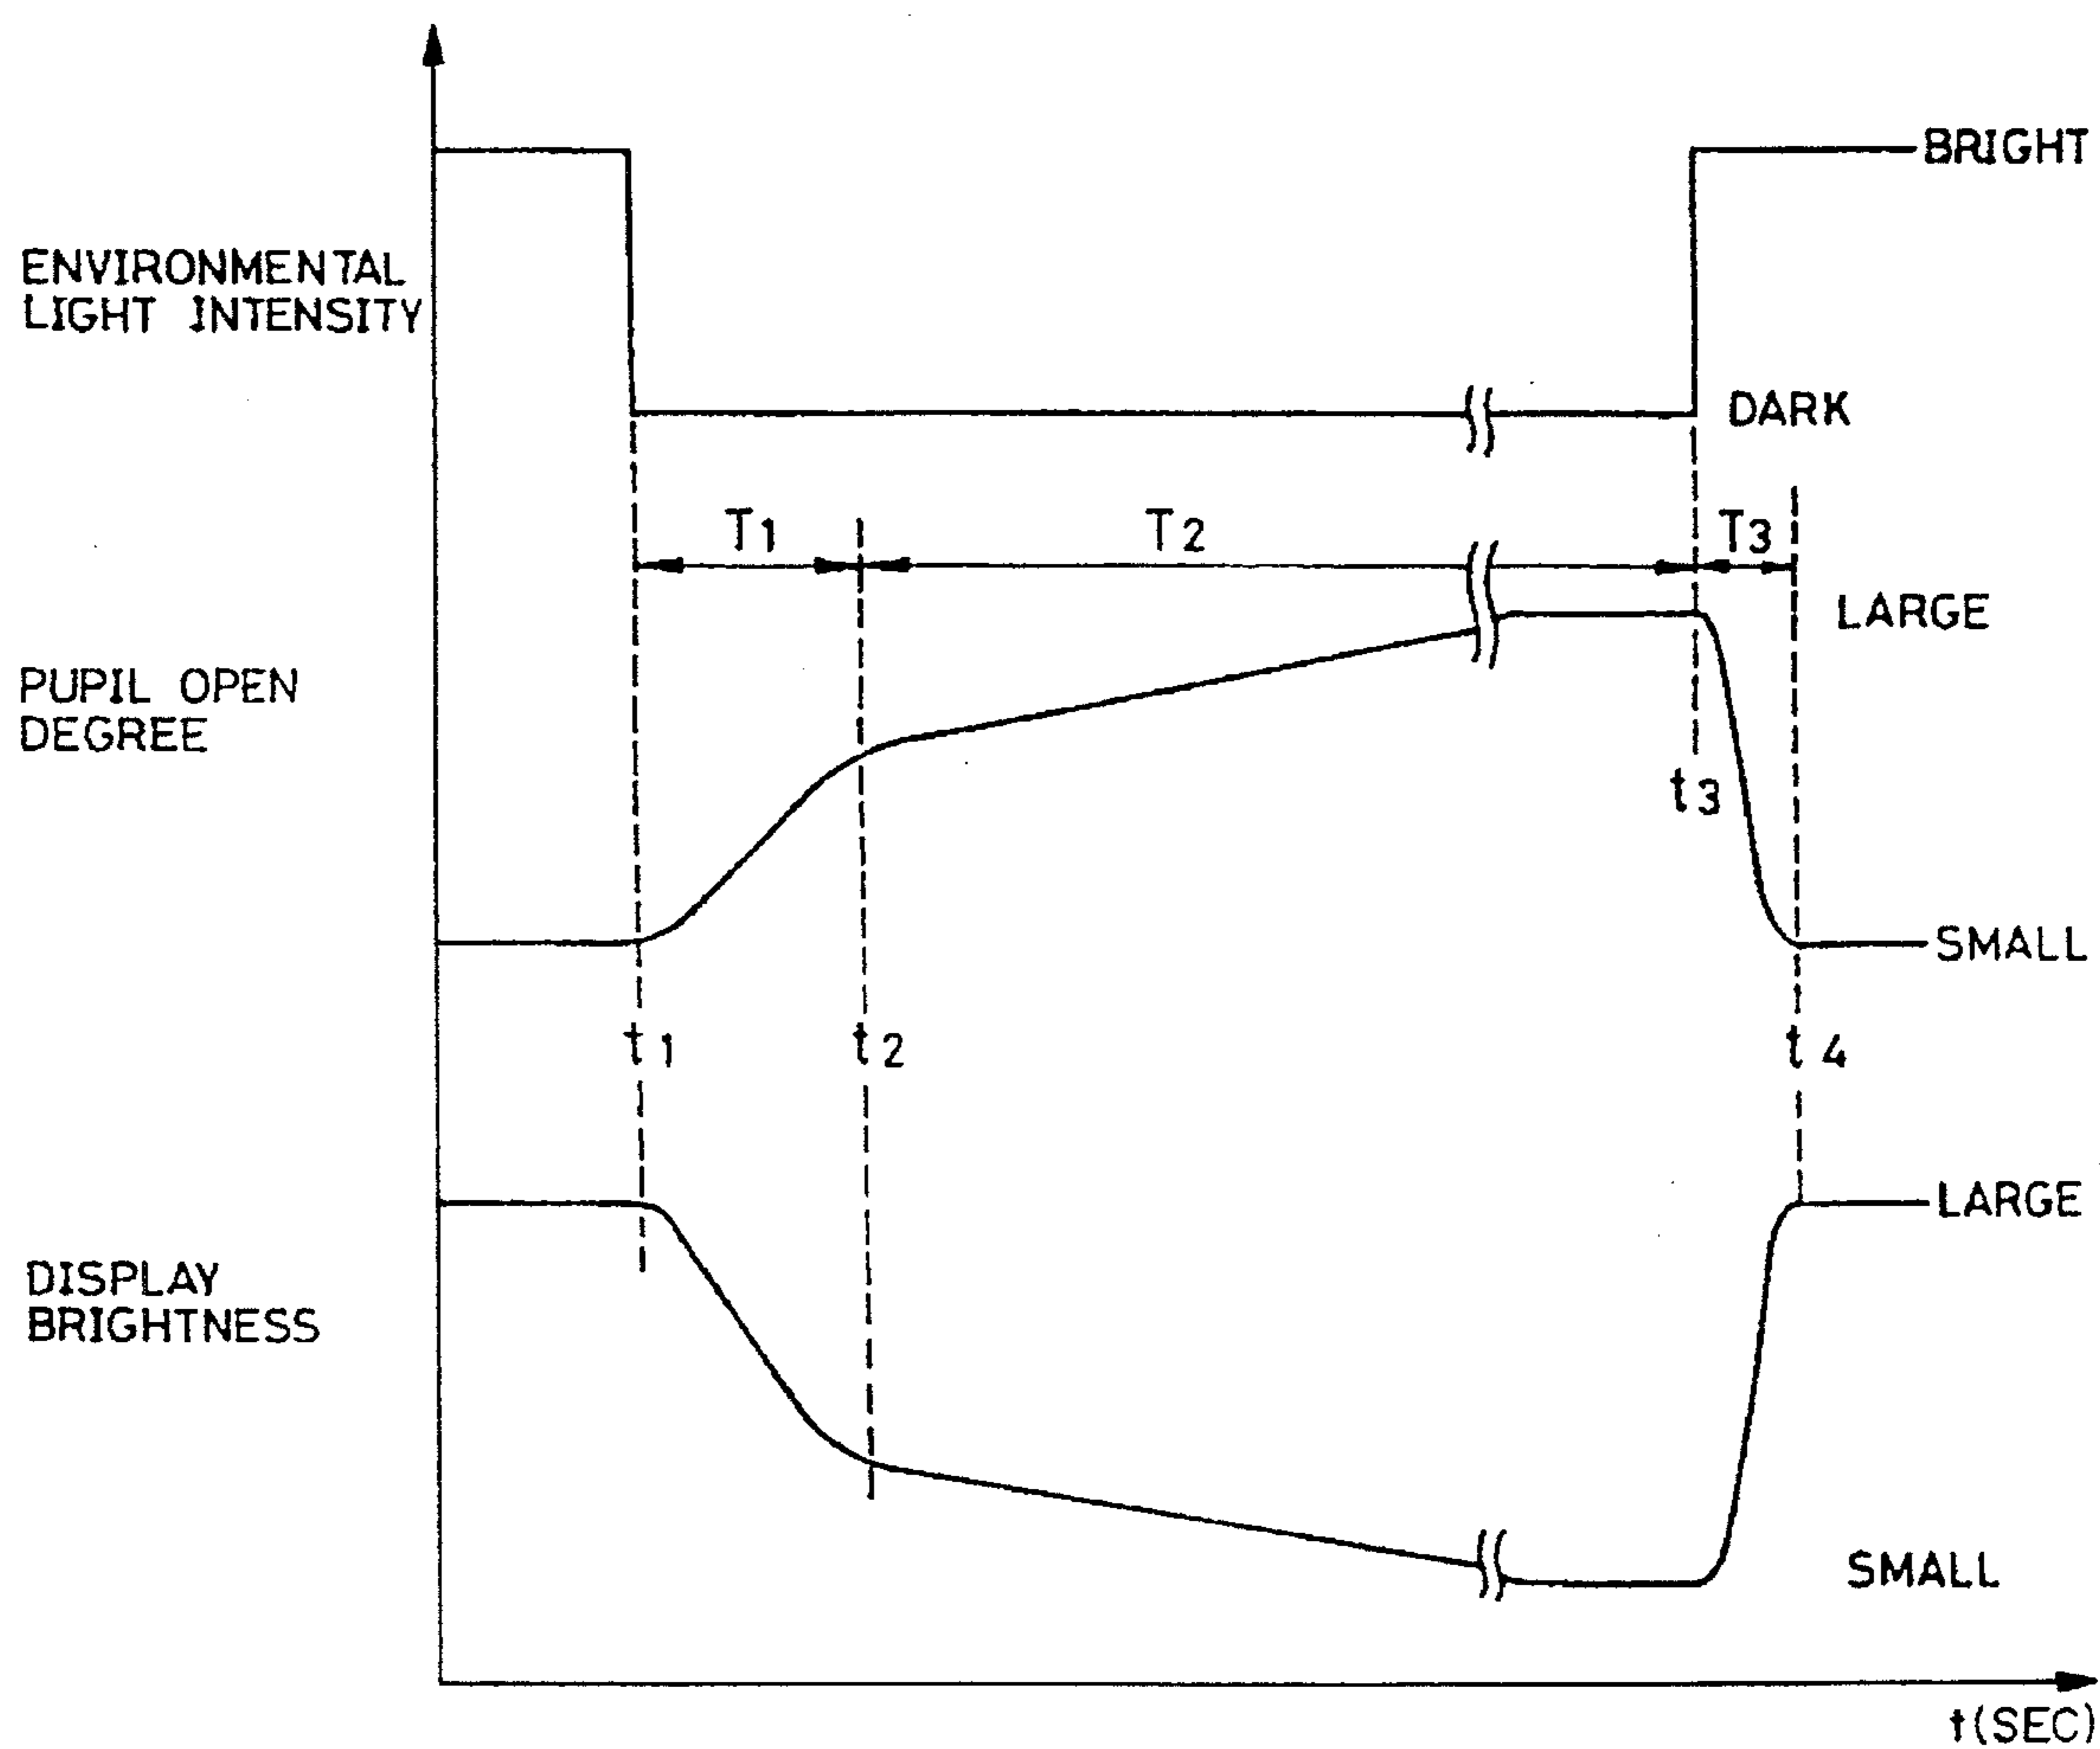 BRIGHT
ENVIRONMENTAL
LIGHT INTENSITY
DARK
T1
T2
T3
LARGE
PUPIL OPEN
DEGREE
t3
SMALL
t1
t2
t4
LARGE
DISPLAY
BRIGHTNESS
SMALL
t(SEC)